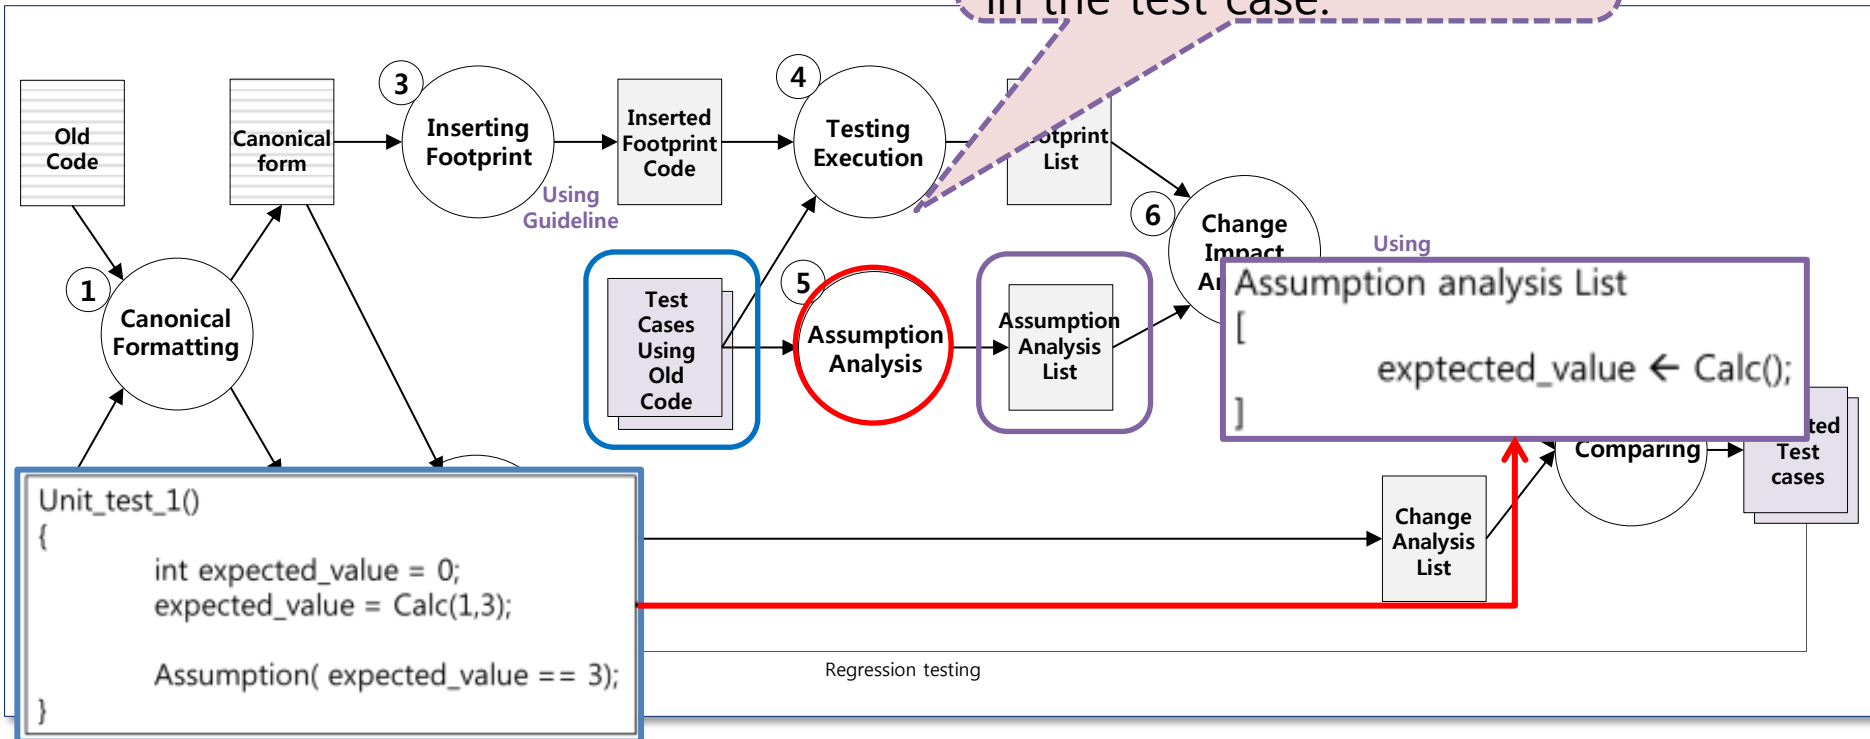 in the test case.
Old
Code
Canonical
form
3
Inserting
Footprint
Using
Guideline
Inserted
Footprint
Code
4
Testing
Execution
List
1
Canonical
Formatting
Test
Cases
Using
Old
Code
5
Assumption
Analysis
Assumption
Analysis
List
6
Change
Impact
Using
Assumption analysis List
[
exptected_value ← Calc();
]
Comparing
Test
cases
Change
Analysis
List
Unit_test_1()
{
int expected_value = 0;
expected_value = Calc(1,3);
Assumption( expected_value == 3);
}
Regression testing